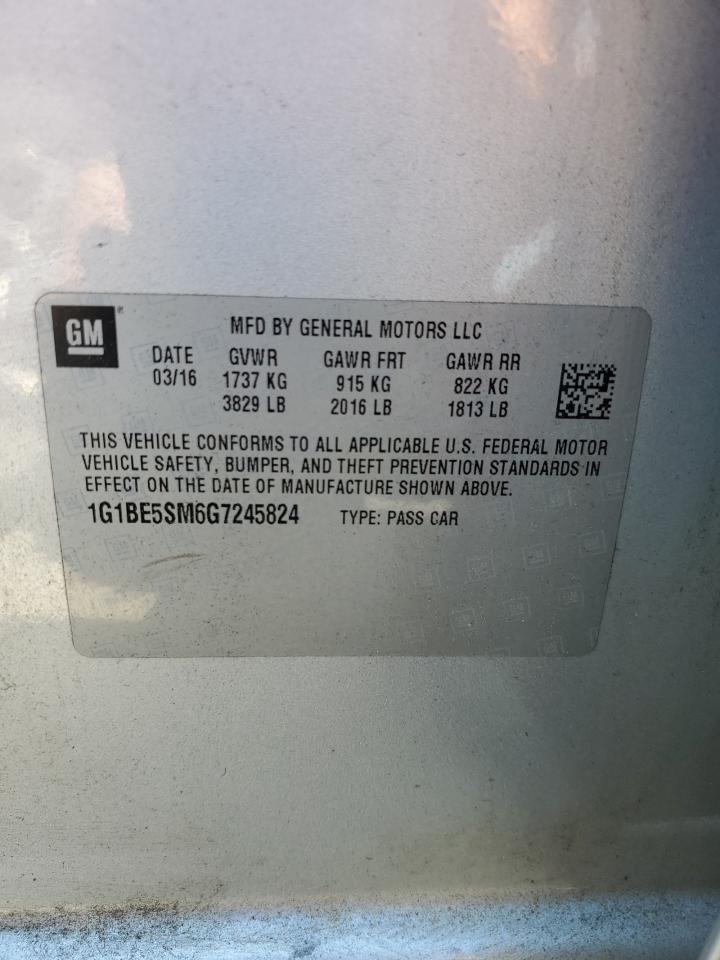 GM®
MFD BY GENERAL MOTORS LLC
DATE GVWR GAWR FRT GAWR RR
03/16 1737 KG 915 KG 822 KG
3829 LB 2016 LB 1813 LB
THIS VEHICLE CONFORMS TO ALL APPLICABLE U.S. FEDERAL MOTOR
VEHICLE SAFETY, BUMPER, AND THEFT PREVENTION STANDARDS IN
EFFECT ON THE DATE OF MANUFACTURE SHOWN ABOVE.
1G1BE5SM6G7245824 TYPE: PASS CAR